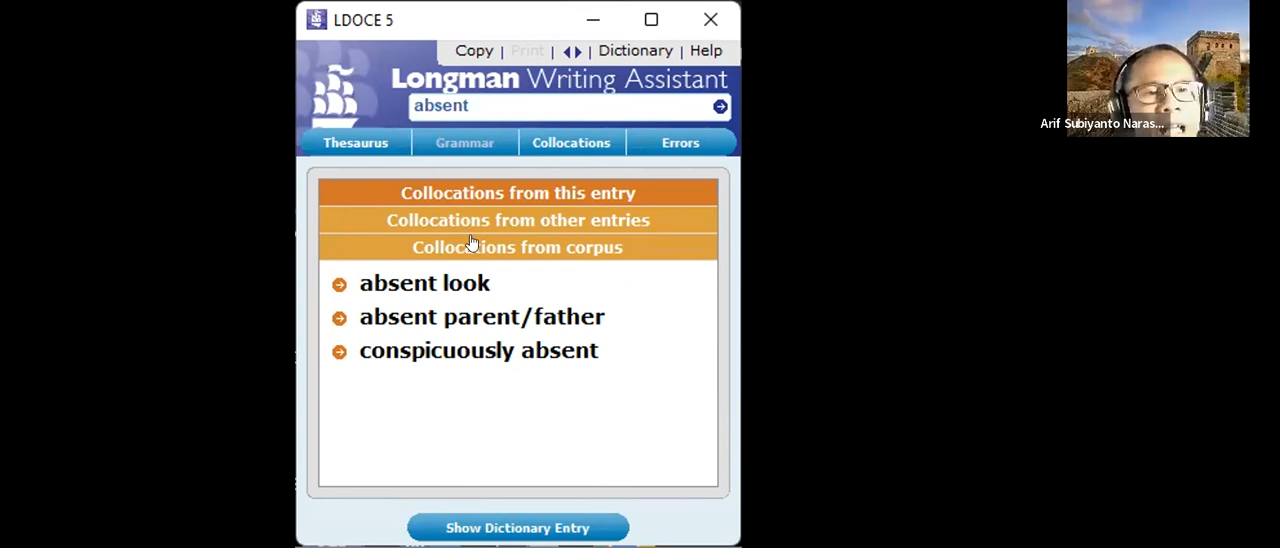 LDOCE 5
Copy | Print | | Dictionary | Help
Longman Writing Assistant
absent
Thesaurus Grammar Collocations Errors
Collocations from this entry
Collocations from other entries
Collocations from corpus
absent look
absent parent/father
conspicuously absent
Show Dictionary Entry
Arif Subiyanto Naras...